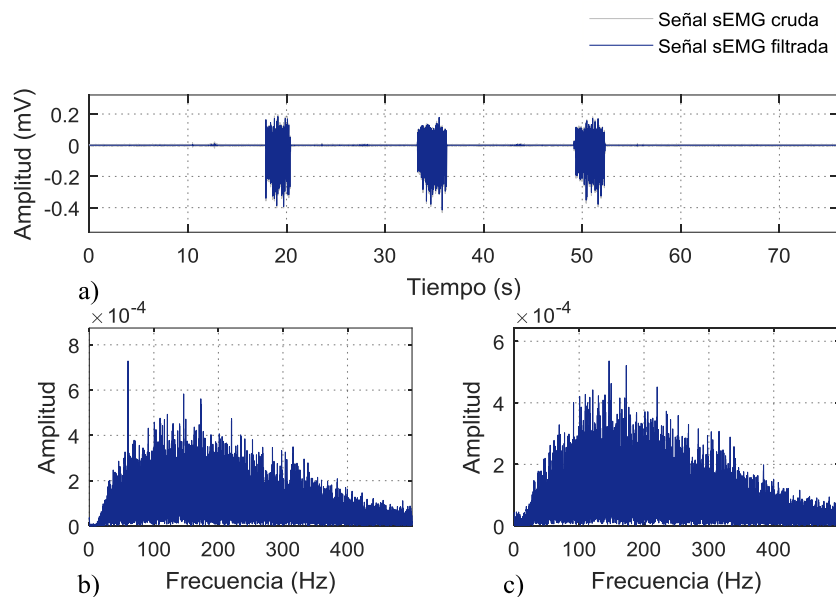 Señal sEMG cruda
Señal sEMG filtrada
Amplitud (mV)
0.2
0
-0.2
-0.4
0 10 20 30 40 50 60 70
Tiempo (s)
a)
× 10⁻⁴
8
6
4
2
0
Amplitud
0 100 200 300 400
Frecuencia (Hz)
b)
× 10⁻⁴
6
4
2
0
Amplitud
0 100 200 300 400
Frecuencia (Hz)
c)